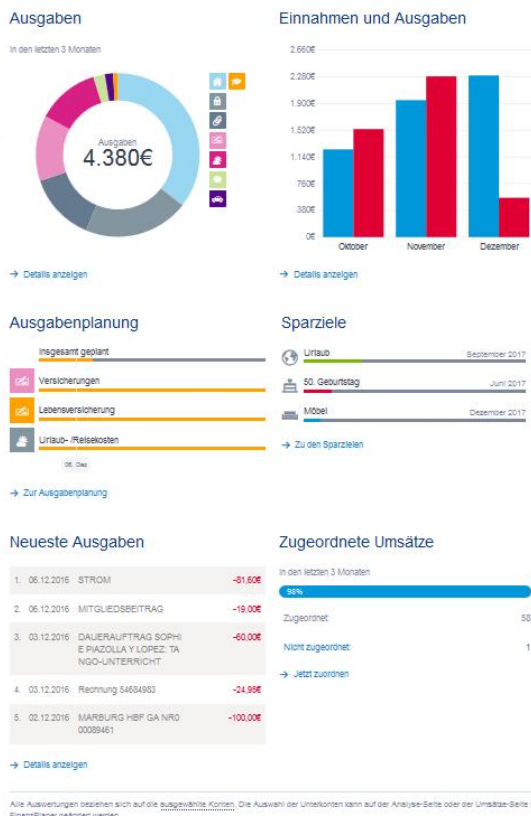 Ausgaben
In den letzten 3 Monaten
Ausgaben
4.380€
→ Details anzeigen
Einnahmen und Ausgaben
2.660€
2.280€
1.900€
1.520€
1.140€
760€
380€
0€
Oktober November Dezember
→ Details anzeigen
Ausgabenplanung
Insgesamt geplant
Versicherungen
Lebensversicherung
Urlaub- /Reisekosten
06. Dez
→ Zur Ausgabenplanung
Sparziele
Urlaub September 2017
50. Geburtstag Juni 2017
Möbel Dezember 2017
→ Zu den Sparzielen
Neueste Ausgaben
1. 06.12.2016 STROM -81,60€
2. 06.12.2016 MITGLIEDSBEITRAG -19,00€
3. 03.12.2016 DAUERAUFTRAG SOPHI -60,00€
E PIAZOLLA Y LOPEZ: TA
NGO-UNTERRICHT
4. 03.12.2016 Rechnung 54684983 -24,95€
5. 02.12.2016 MARBURG HBF GA NR0 -100,00€
00089461
→ Details anzeigen
Zugeordnete Umsätze
In den letzten 3 Monaten
98%
Zugeordnet: 58
Nicht zugeordnet: 1
→ Jetzt zuordnen
Alle Auswertungen beziehen sich auf die ausgewählte Konten. Die Auswahl der Unterkonten kann auf der Analyse-Seite oder der Umsätze-Seite
FinanzPlaner geändert werden.